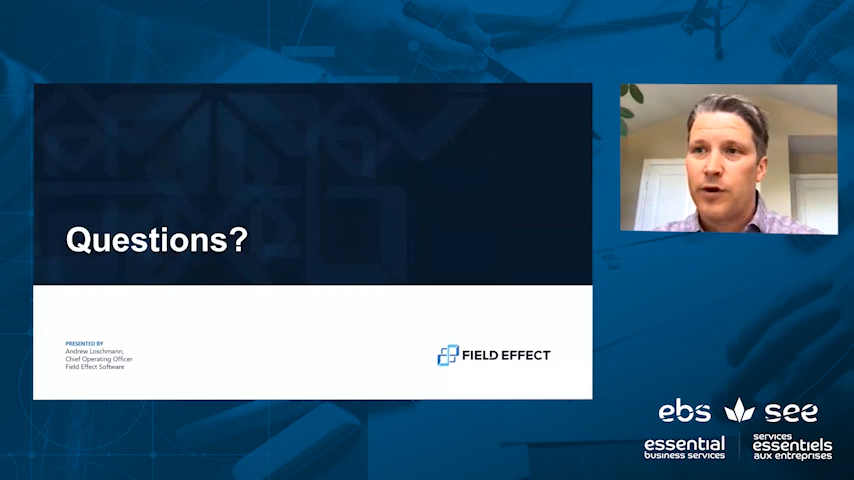 Questions?
PRESENTED BY
Andrew Loschmann,
Chief Operating Officer
Field Effect Software
FIELD EFFECT
ebs see
essential
business services
services
essentiels
aux entreprises